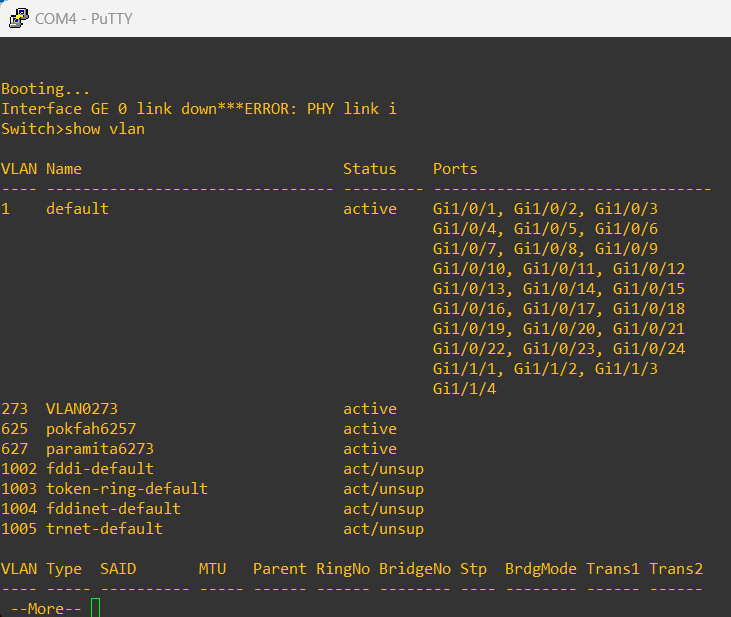 COM4 - PuTTY
Booting...
Interface GE 0 link down***ERROR: PHY link i
Switch>show vlan
VLAN Name                             Status    Ports
---- -------------------------------- --------- -------------------------------
1    default                          active    Gi1/0/1, Gi1/0/2, Gi1/0/3
                                                Gi1/0/4, Gi1/0/5, Gi1/0/6
                                                Gi1/0/7, Gi1/0/8, Gi1/0/9
                                                Gi1/0/10, Gi1/0/11, Gi1/0/12
                                                Gi1/0/13, Gi1/0/14, Gi1/0/15
                                                Gi1/0/16, Gi1/0/17, Gi1/0/18
                                                Gi1/0/19, Gi1/0/20, Gi1/0/21
                                                Gi1/0/22, Gi1/0/23, Gi1/0/24
                                                Gi1/1/1, Gi1/1/2, Gi1/1/3
                                                Gi1/1/4
273  VLAN0273                         active
625  pokfah6257                       active
627  paramita6273                     active
1002 fddi-default                     act/unsup
1003 token-ring-default               act/unsup
1004 fddinet-default                  act/unsup
1005 trnet-default                    act/unsup
VLAN Type  SAID       MTU   Parent RingNo BridgeNo Stp  BrdgMode Trans1 Trans2
---- ----- ---------- ----- ------ ------ -------- ---- -------- ------ ------
 --More--